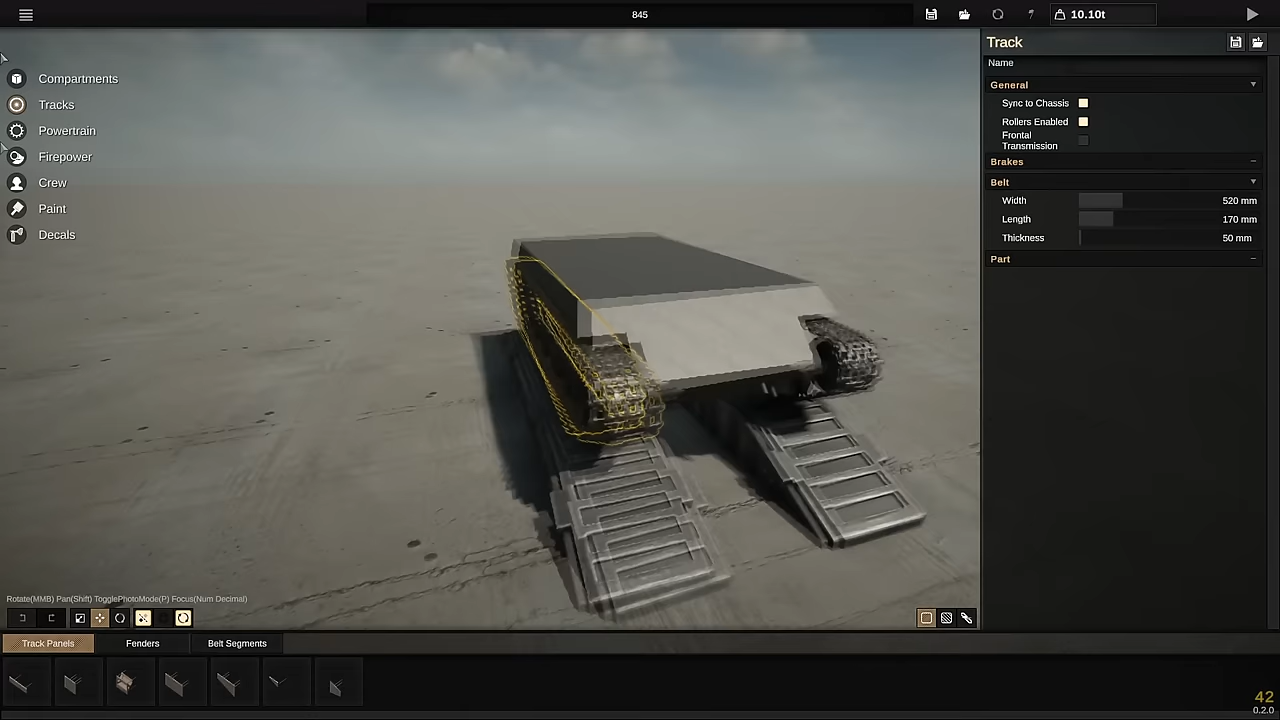 845
10.10t
Compartments
Tracks
Powertrain
Firepower
Crew
Paint
Decals
Track
Name
General
Sync to Chassis
Rollers Enabled
Frontal
Transmission
Brakes
Belt
Width 520 mm
Length 170 mm
Thickness 50 mm
Part
Rotate(MMB) Pan(Shift) TogglePhotoMode(P) Focus(Num Decimal)
Track Panels Fenders Belt Segments
42
0.2.0